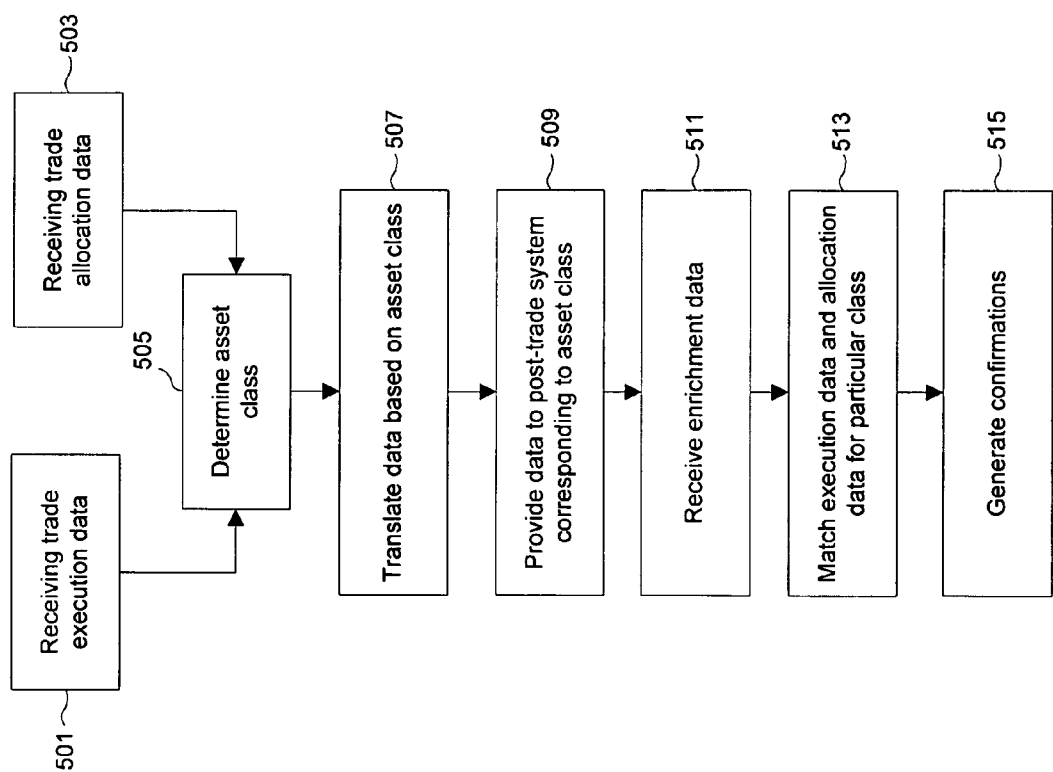 501
Receiving trade
execution data
503
Receiving trade
allocation data
505
Determine asset
class
507
Translate data based on asset class
509
Provide data to post-trade system
corresponding to asset class
511
Receive enrichment data
513
Match execution data and allocation
data for particular class
515
Generate confirmations